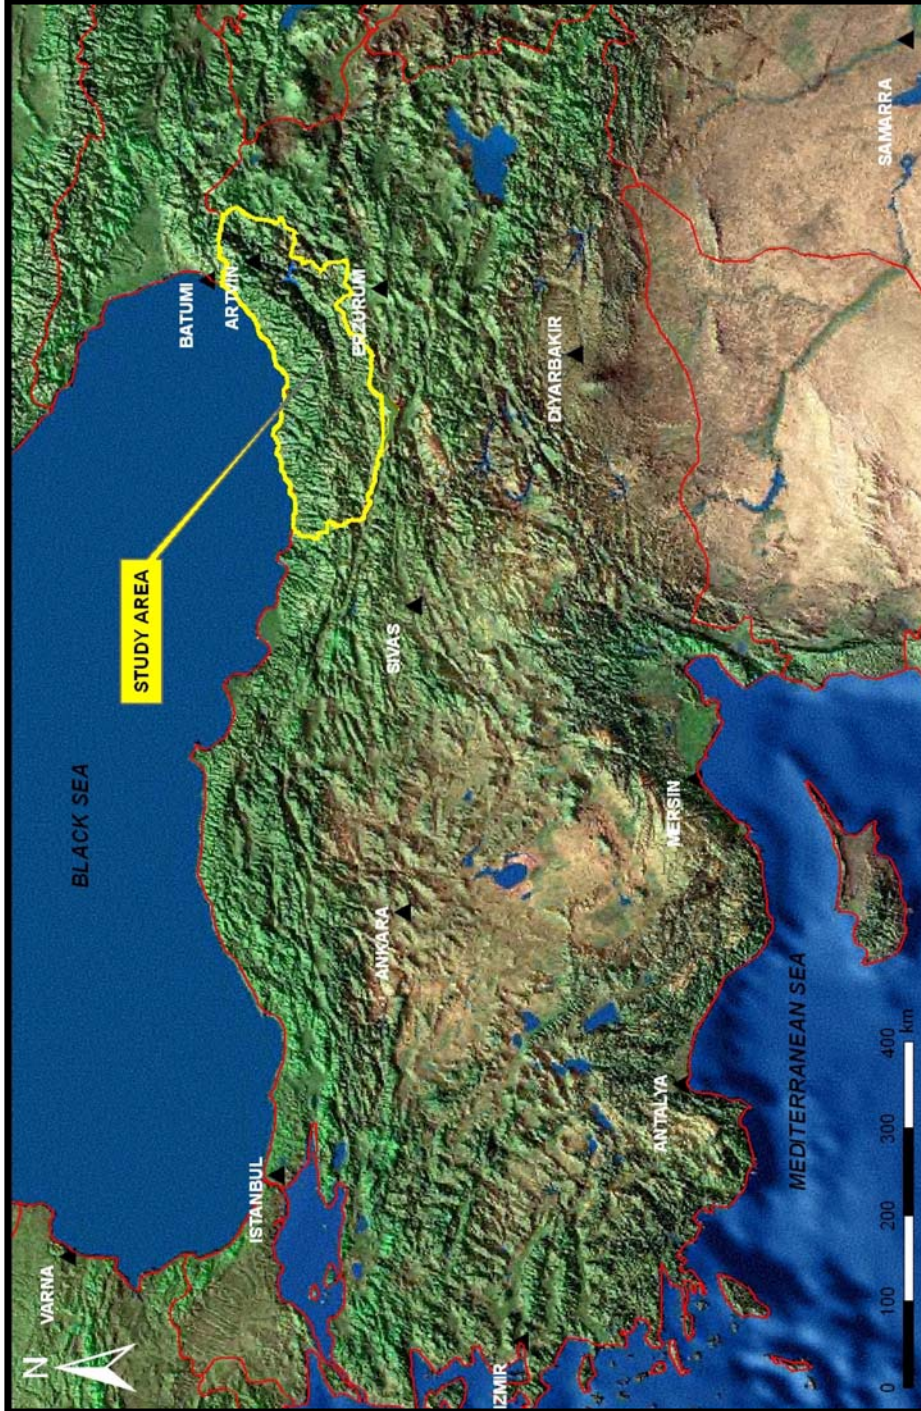 N
VARNA
BLACK SEA
STUDY AREA
BATUMI
ARTVIN
ISTANBUL
ERZURUM
ANKARA
SIVAS
IZMIR
DIYARBAKIR
ANTALYA
MERSIN
MEDITERRANEAN SEA
SAMARRA
0 100 200 300 400
km